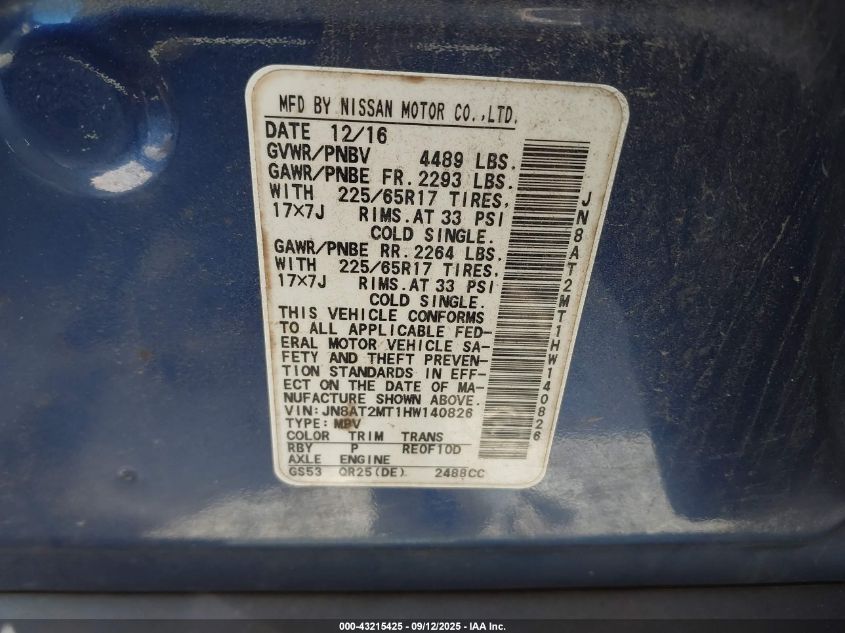 MFD BY NISSAN MOTOR CO.,LTD.
DATE 12/16
GVWR/PNBV 4489 LBS.
GAWR/PNBE FR. 2293 LBS.
WITH 225/65R17 TIRES,
17×7J RIMS.AT 33 PSI
COLD SINGLE.
GAWR/PNBE RR. 2264 LBS.
WITH 225/65R17 TIRES.
17×7J RIMS.AT 33 PSI
COLD SINGLE.
THIS VEHICLE CONFORMS
TO ALL APPLICABLE FED-
ERAL MOTOR VEHICLE SA-
FETY AND THEFT PREVEN-
TION STANDARDS IN EFF-
ECT ON THE DATE OF MA-
NUFACTURE SHOWN ABOVE.
VIN:JN8AT2MT1HW140826
TYPE: MPV
COLOR TRIM TRANS
RBY P RE0F10D
AXLE ENGINE
GS53 QR25(DE) 2488CC
JN8AT2MT1HW140826
000-43215425 - 09/12/2025 - IAA Inc.